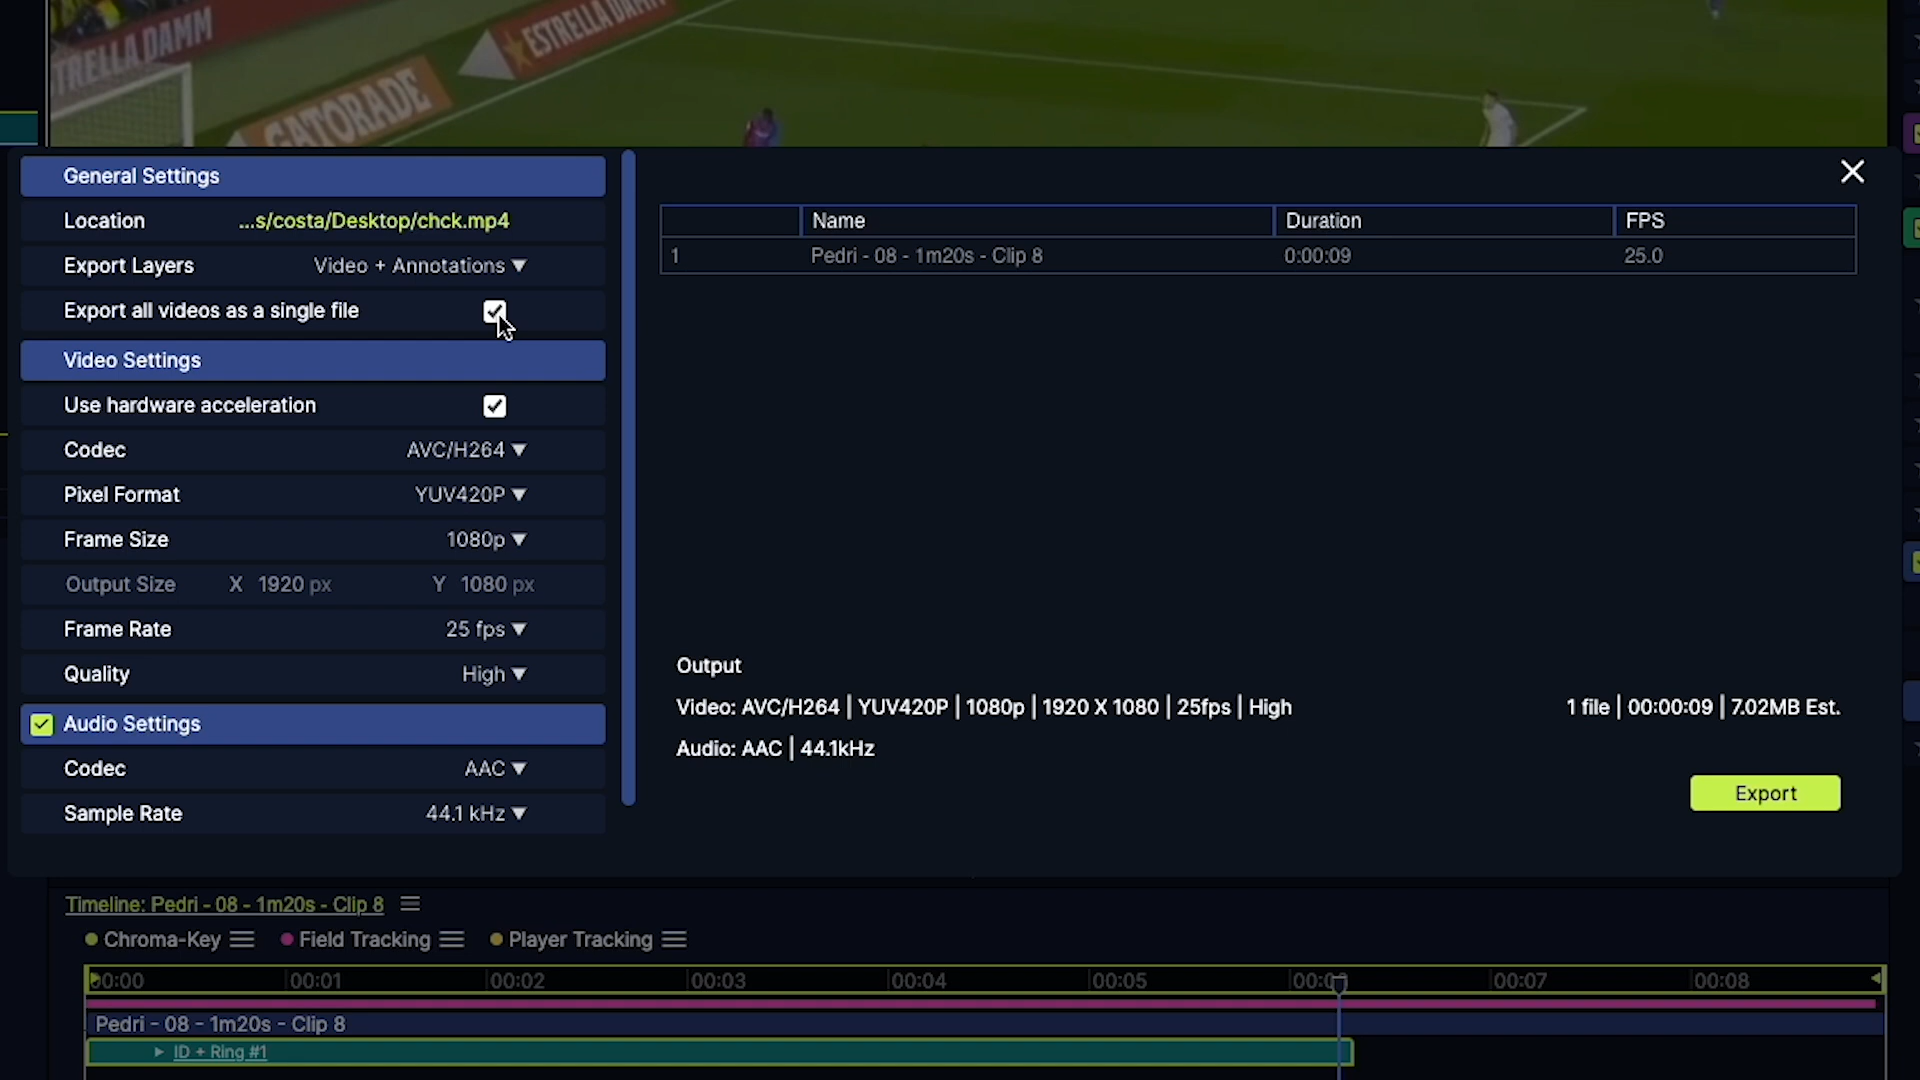 TRELLA DAMM
ESTRELLA DAMM
GATORADE
General Settings
Location ...s/costa/Desktop/chck.mp4
Export Layers Video + Annotations
Export all videos as a single file
Video Settings
Use hardware acceleration
Codec AVC/H264
Pixel Format YUV420P
Frame Size 1080p
Output Size X 1920 px Y 1080 px
Frame Rate 25 fps
Quality High
Audio Settings
Codec AAC
Sample Rate 44.1 kHz
Name Duration FPS
1 Pedri - 08 - 1m20s - Clip 8 0:00:09 25.0
Output
Video: AVC/H264 | YUV420P | 1080p | 1920 X 1080 | 25fps | High 1 file | 00:00:09 | 7.02MB Est.
Audio: AAC | 44.1kHz
Export
Timeline: Pedri - 08 - 1m20s - Clip 8
Chroma-Key Field Tracking Player Tracking
00:00 00:01 00:02 00:03 00:04 00:05 00:07 00:08
Pedri - 08 - 1m20s - Clip 8
ID + Ring #1